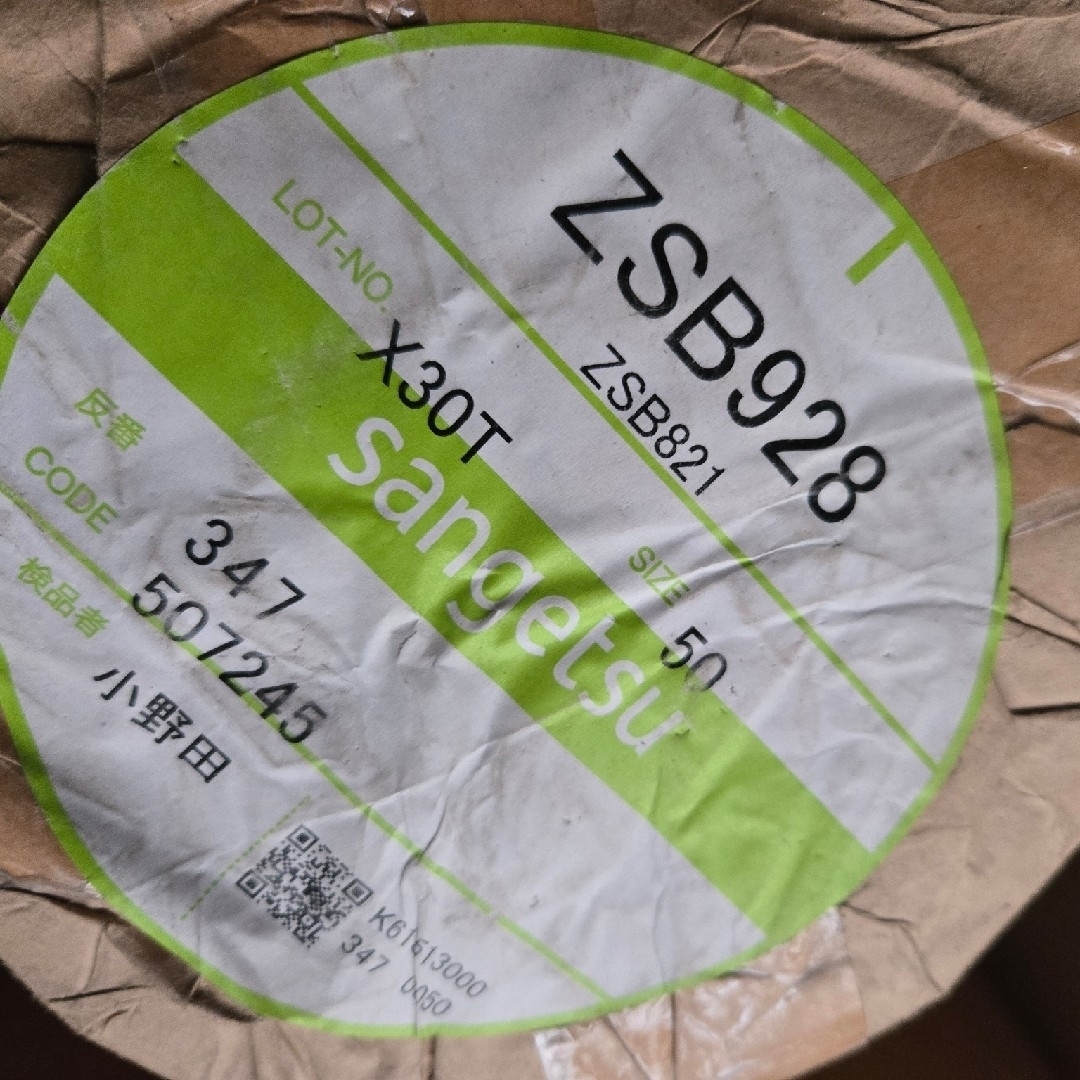 ZSB928
ZSB821
LOT-NO.
X30T
SIZE
50
sangetsu
反番
347
CODE
507245
検品者
小野田
K61613000
347 0050